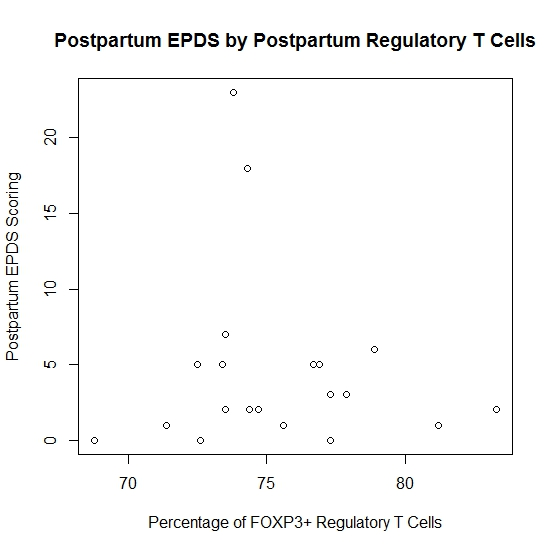 Postpartum EPDS by Postpartum Regulatory T Cells
Postpartum EPDS Scoring
20
15
10
5
0
70 75 80
Percentage of FOXP3+ Regulatory T Cells